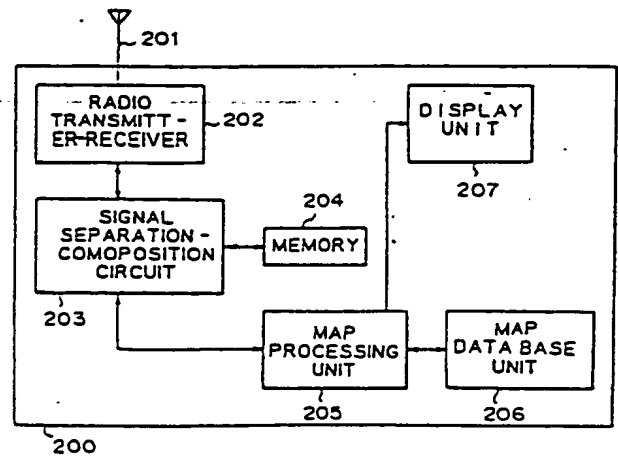 201
RADIO
TRANSMITT-
ER-RECEIVER
202
DISPLAY
UNIT
207
SIGNAL
SEPARATION-
COMOPOSITION
CIRCUIT
203
204
MEMORY
MAP
PROCESSING
UNIT
205
MAP
DATA BASE
UNIT
206
200